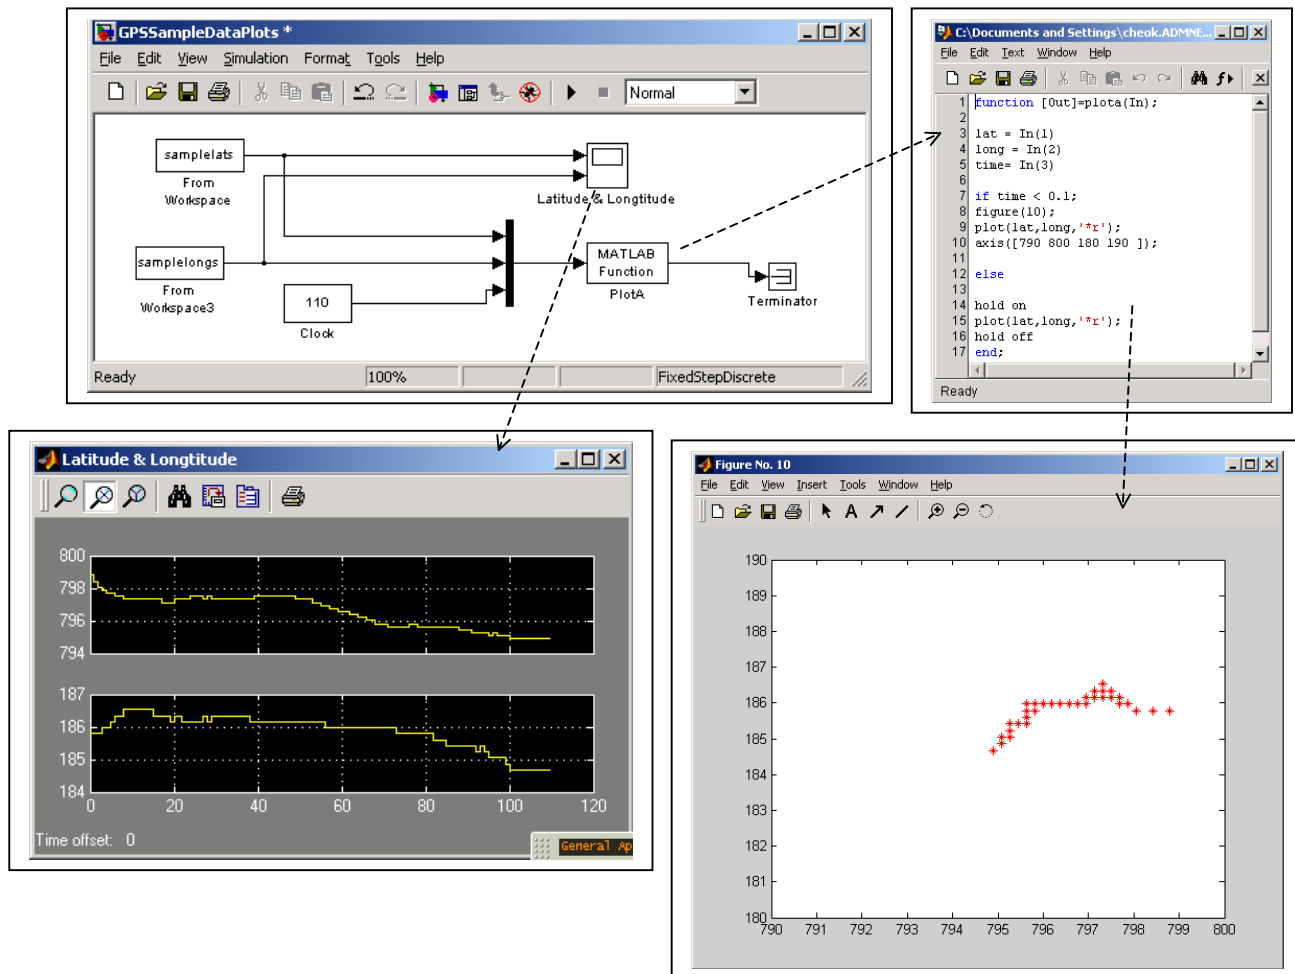 GPSSampleDataPlots *
File Edit View Simulation Format Tools Help
Normal
samplelats
From
Workspace
Latitude & Longtitude
samplelongs
From
Workspace3
110
Clock
MATLAB
Function
PlotA
Terminator
Ready 100% FixedStepDiscrete
C:\Documents and Settings\cheok.ADMNE...
File Edit Text Window Help
1 function [Out]=plota(In);
2
3 lat = In(1)
4 long = In(2)
5 time= In(3)
6
7 if time < 0.1;
8 figure(10);
9 plot(lat,long,'*r');
10 axis([790 800 180 190 ]);
11
12 else
13
14 hold on
15 plot(lat,long,'*r');
16 hold off
17 end;
Ready
Latitude & Longtitude
800
798
796
794
187
186
185
184
0 20 40 60 80 100 120
Time offset: 0
General Ap
Figure No. 10
File Edit View Insert Tools Window Help
A
190
189
188
187
186
185
184
183
182
181
180
790 791 792 793 794 795 796 797 798 799 800